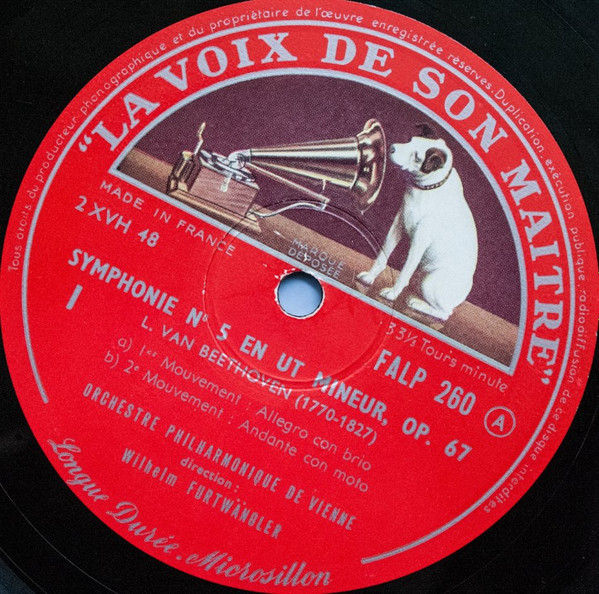 Tous droits du producteur phonographique et du propriétaire de l'œuvre enregistrée réservés. Duplication, exécution publique, radiodiffusion de ce disque interdites
"LA VOIX DE SON MAITRE"
MADE IN FRANCE
2 XVH 48
MARQUE
DÉPOSÉE
33⅓ Tours minute
FALP 260 A
I
SYMPHONIE Nº 5 EN UT MINEUR, OP. 67
L. VAN BEETHOVEN (1770-1827)
a) 1er Mouvement : Allegro con brio
b) 2e Mouvement : Andante con moto
ORCHESTRE PHILHARMONIQUE DE VIENNE
direction :
Wilhelm FURTWÄNGLER
Longue Durée - Microsillon